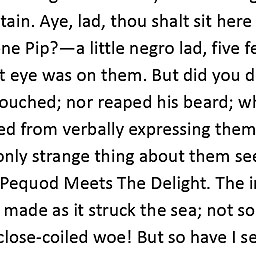 tain. Aye, lad, thou shalt sit here
ne Pip?—a little negro lad, five fe
t eye was on them. But did you d
ouched; nor reaped his beard; w
ed from verbally expressing them
only strange thing about them see
Pequod Meets The Delight. The i
made as it struck the sea; not so
close-coiled woe! But so have I se